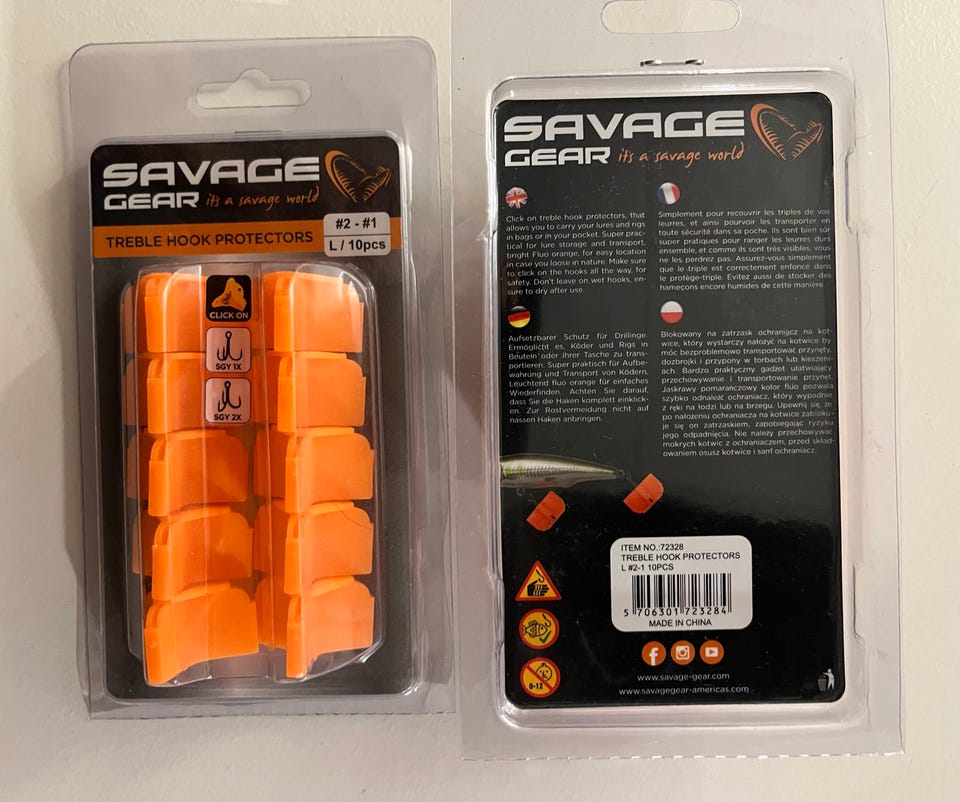 SAVAGE
GEAR it's a savage world
#2 - #1
TREBLE HOOK PROTECTORS
L / 10pcs
CLICK ON
SGY 1X
SGY 2X
SAVAGE
GEAR it's a savage world
Click on treble hook protectors, that
allows you to carry your lures and rigs
in bags or in your pocket. Super prac-
tical for lure storage and transport,
bright Fluo orange, for easy location
in case you loose in nature. Make sure
to click on the hooks all the way, for
safety. Don't leave on wet hooks, en-
sure to dry after use.
Simplement pour recouvrir les triples de vos
leurres, et ainsi pourvoir les transporter en
toute sécurité dans sa poche. Ils sont bien sûr
super pratiques pour ranger les leurres durs
ensemble, et comme ils sont très visibles, vous
ne les perdrez pas. Assurez-vous simplement
que le triple est correctement enfoncé dans
le protège-triple. Evitez aussi de stocker des
hameçons encore humides de cette manière
Aufsetzbarer Schutz für Drillinge.
Ermöglicht es, Köder und Rigs in
Beuteln oder ihrer Tasche zu trans-
portieren. Super praktisch für Aufbe-
wahrung und Transport von Ködern.
Leuchtend fluo orange für einfaches
Wiederfinden. Achten Sie darauf,
dass Sie die Haken komplett einklick-
en. Zur Rostvermeidung nicht auf
nassen Haken anbringen.
Blokowany na zatrzask ochraniacz na kot-
wice, który wystarczy nałożyć na kotwice by
móc bezproblemowo transportować przynęty,
dozbrojki i przypony w torbach lub kieszeni-
ach. Bardzo praktyczny gadżet ułatwiający
przechowywanie i transportowanie przynęt.
Jaskrawy pomarańczowy kolor fluo pozwala
szybko odnaleźć ochraniacz, który wypadnie
z ręki na łodzi lub na brzegu. Upewnij się, że
po nałożeniu ochraniacza na kotwice zabloku-
je się on zatrzaskiem, zapobiegając ryzyku
jego odpadnięcia. Nie należy przechowywać
mokrych kotwic z ochraniaczem, przed skład-
owaniem osusz kotwice i sam ochraniacz.
ITEM NO.:72328
TREBLE HOOK PROTECTORS
L #2-1 10PCS
5 706301 723284
MADE IN CHINA
0-12
www.savage-gear.com
www.savagegear-americas.com